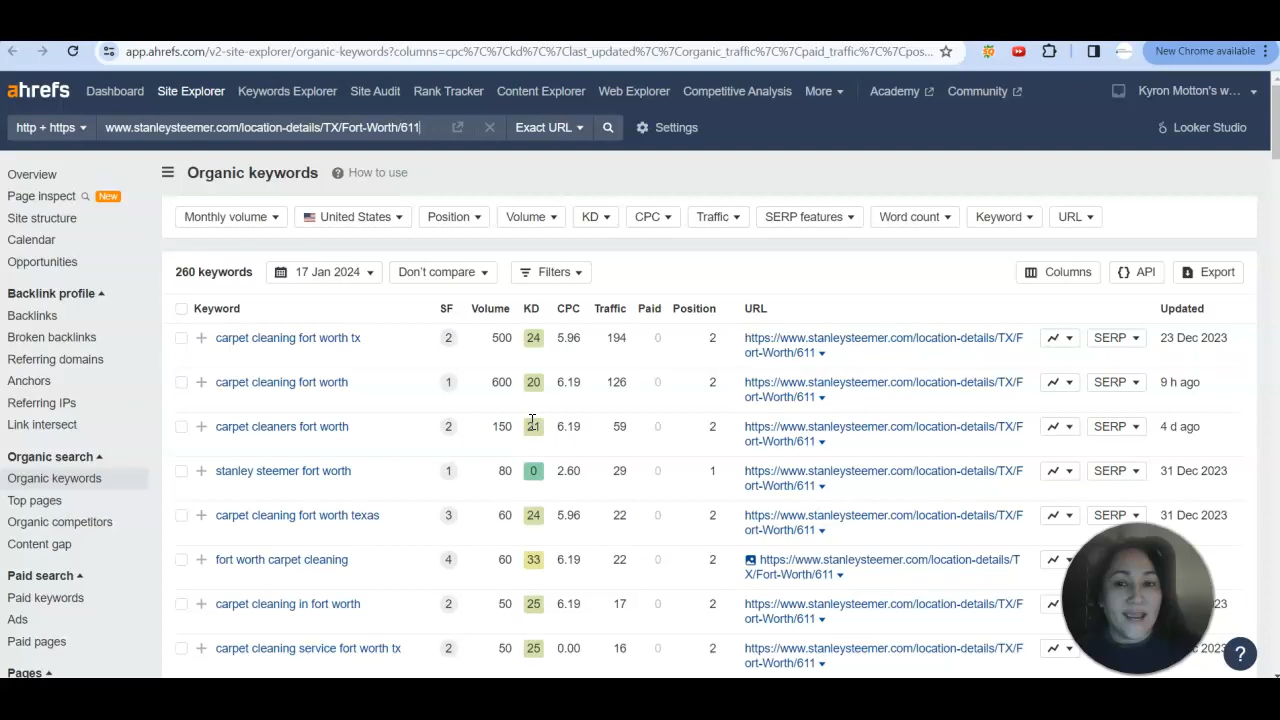 app.ahrefs.com/v2-site-explorer/organic-keywords?columns=cpc%7C%7Ckd%7C%7Clast_updated%7C%7Corganic_traffic%7C%7Cpaid_traffic%7C%7Cpos...
New Chrome available
ahrefs Dashboard Site Explorer Keywords Explorer Site Audit Rank Tracker Content Explorer Web Explorer Competitive Analysis More Academy Community Kyron Motton's w...
http + https www.stanleysteemer.com/location-details/TX/Fort-Worth/611 Exact URL Settings Looker Studio
Overview
Page inspect New
Site structure
Calendar
Opportunities
Backlink profile
Backlinks
Broken backlinks
Referring domains
Anchors
Referring IPs
Link intersect
Organic search
Organic keywords
Top pages
Organic competitors
Content gap
Paid search
Paid keywords
Ads
Paid pages
Pages
Organic keywords ? How to use
Monthly volume United States Position Volume KD CPC Traffic SERP features Word count Keyword URL
260 keywords 17 Jan 2024 Don't compare Filters Columns {} API Export
Keyword SF Volume KD CPC Traffic Paid Position URL Updated
carpet cleaning fort worth tx 2 500 24 5.96 194 0 2 https://www.stanleysteemer.com/location-details/TX/F SERP 23 Dec 2023
ort-Worth/611
carpet cleaning fort worth 1 600 20 6.19 126 0 2 https://www.stanleysteemer.com/location-details/TX/F SERP 9 h ago
ort-Worth/611
carpet cleaners fort worth 2 150 21 6.19 59 0 2 https://www.stanleysteemer.com/location-details/TX/F SERP 4 d ago
ort-Worth/611
stanley steemer fort worth 1 80 0 2.60 29 0 1 https://www.stanleysteemer.com/location-details/TX/F SERP 31 Dec 2023
ort-Worth/611
carpet cleaning fort worth texas 3 60 24 5.96 22 0 2 https://www.stanleysteemer.com/location-details/TX/F SERP 31 Dec 2023
ort-Worth/611
fort worth carpet cleaning 4 60 33 6.19 22 0 2 https://www.stanleysteemer.com/location-details/T
X/Fort-Worth/611
carpet cleaning in fort worth 2 50 25 6.19 17 0 2 https://www.stanleysteemer.com/location-details/TX/F
ort-Worth/611
carpet cleaning service fort worth tx 2 50 25 0.00 16 0 2 https://www.stanleysteemer.com/location-details/TX/F 2023
ort-Worth/611
?